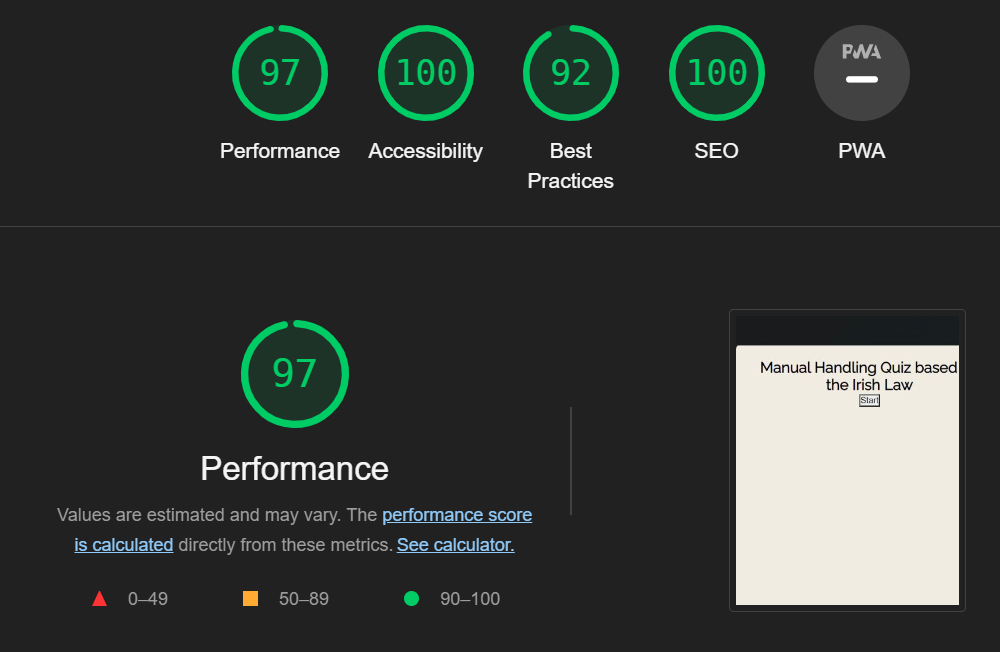 97 100 92 100 PWA
Performance Accessibility Best SEO PWA
Practices
97
Performance
Values are estimated and may vary. The performance score
is calculated directly from these metrics. See calculator.
0–49 50–89 90–100
Manual Handling Quiz based
the Irish Law
Start